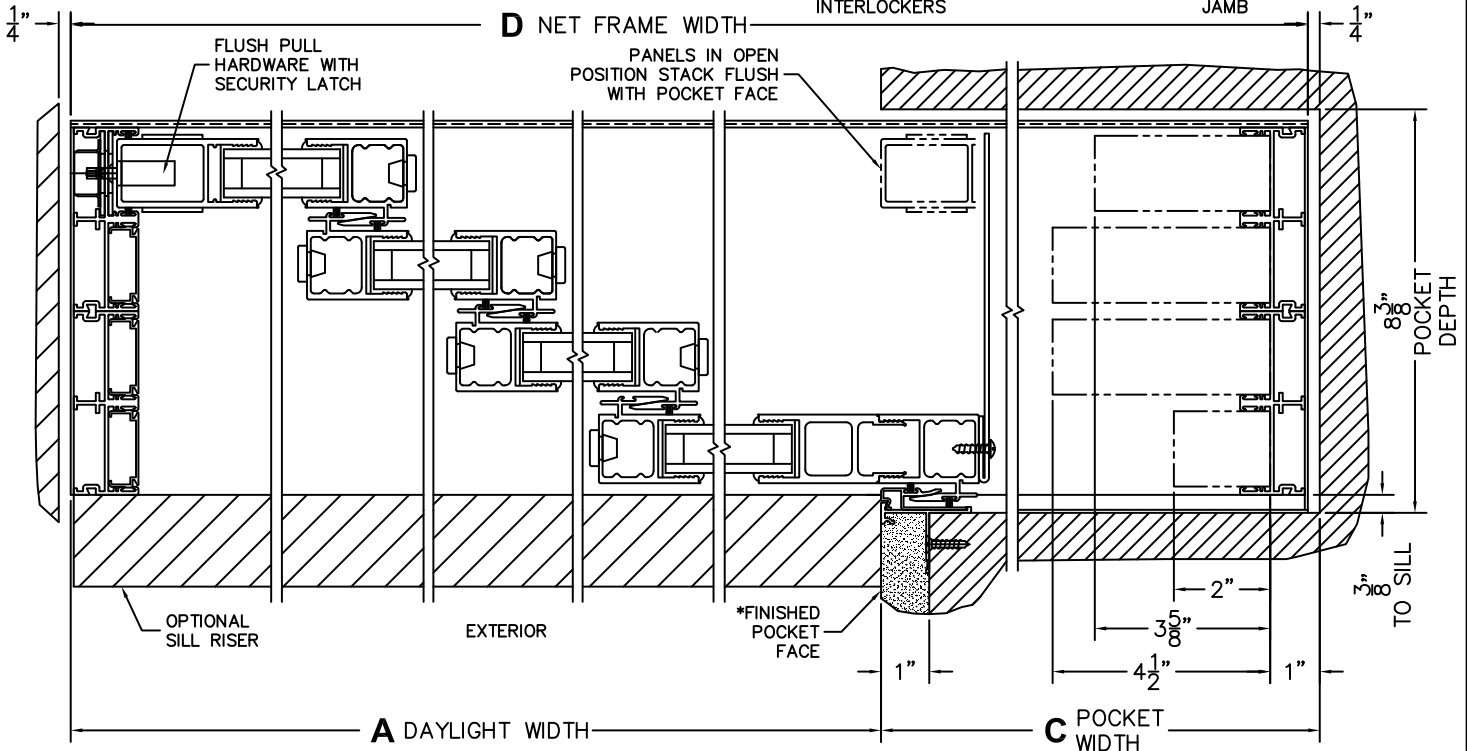 INTERLOCKERS
JAMB
1/4"
D NET FRAME WIDTH
1/4"
FLUSH PULL
HARDWARE WITH
SECURITY LATCH
PANELS IN OPEN
POSITION STACK FLUSH
WITH POCKET FACE
8 3/8"
POCKET
DEPTH
3/8"
TO SILL
OPTIONAL
SILL RISER
EXTERIOR
*FINISHED
POCKET
FACE
2"
3 5/8"
1"
4 1/2"
1"
A DAYLIGHT WIDTH
C POCKET
WIDTH